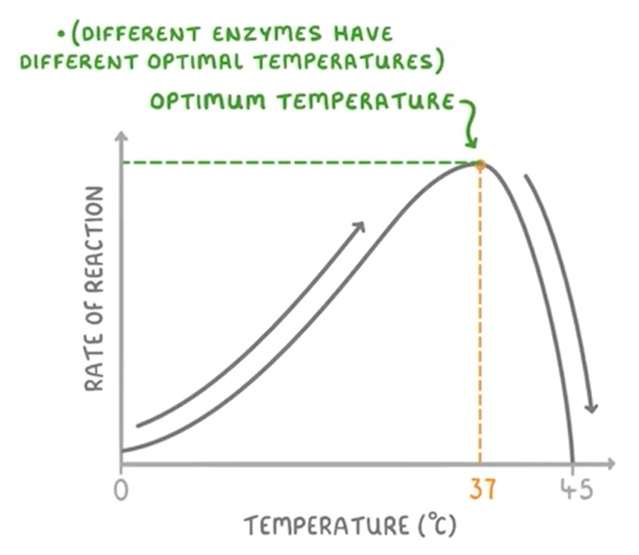 • (DIFFERENT ENZYMES HAVE
DIFFERENT OPTIMAL TEMPERATURES)
OPTIMUM TEMPERATURE
RATE OF REACTION
0
37
45
TEMPERATURE (°C)